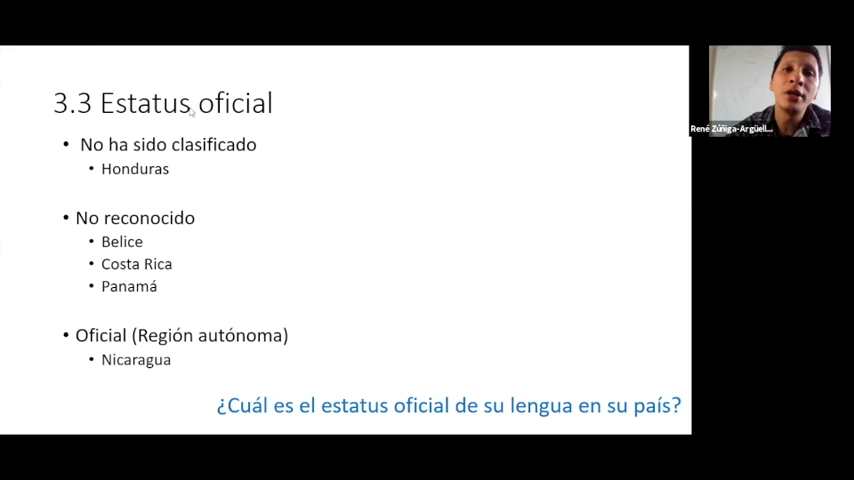 3.3 Estatus oficial
• No ha sido clasificado
• Honduras
• No reconocido
• Belice
• Costa Rica
• Panamá
• Oficial (Región autónoma)
• Nicaragua
¿Cuál es el estatus oficial de su lengua en su país?
René Zúñiga-Argüell...